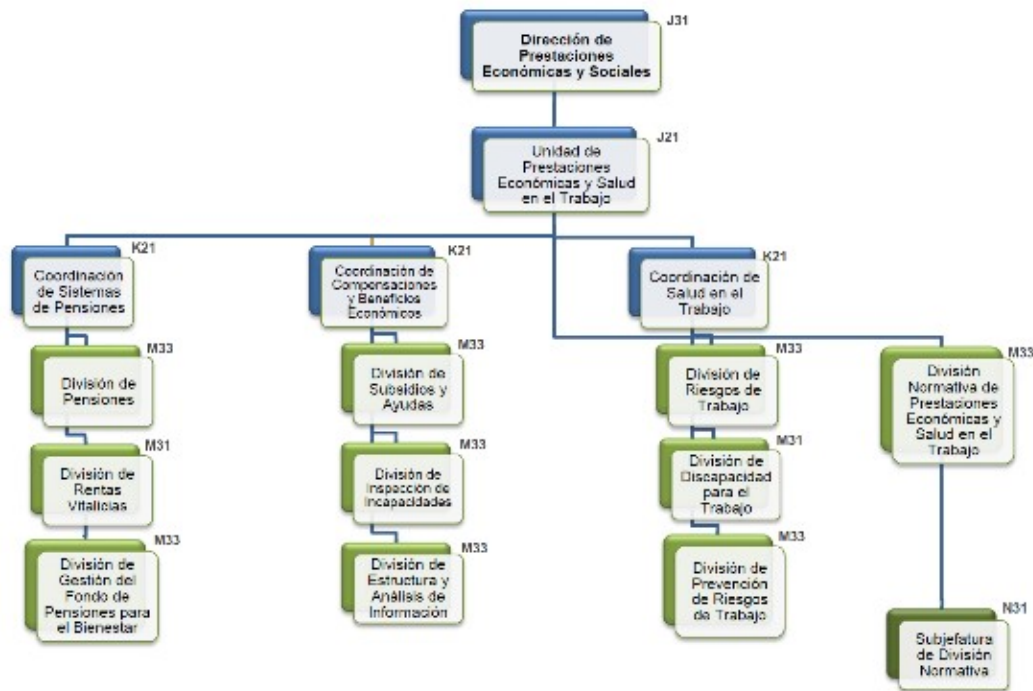 J31
Dirección de
Prestaciones
Económicas y Sociales
J21
Unidad de
Prestaciones
Económicas y Salud
en el Trabajo
K21
Coordinación
de Sistemas
de Pensiones
K21
Coordinación de
Compensaciones
y Beneficios
Económicos
K21
Coordinación de
Salud en el
Trabajo
M33
División de
Pensiones
M33
División de
Subsidios y
Ayudas
M33
División de
Riesgos de
Trabajo
M33
División
Normativa de
Prestaciones
Económicas y
Salud en el
Trabajo
M31
División de
Rentas
Vitalicias
M33
División de
Inspección de
Incapacidades
M31
División de
Discapacidad
para el
Trabajo
M33
División de
Gestión del
Fondo de
Pensiones para
el Bienestar
M33
División de
Estructura y
Análisis de
Información
M33
División de
Prevención
de Riesgos
de Trabajo
N31
Subjefatura
de División
Normativa